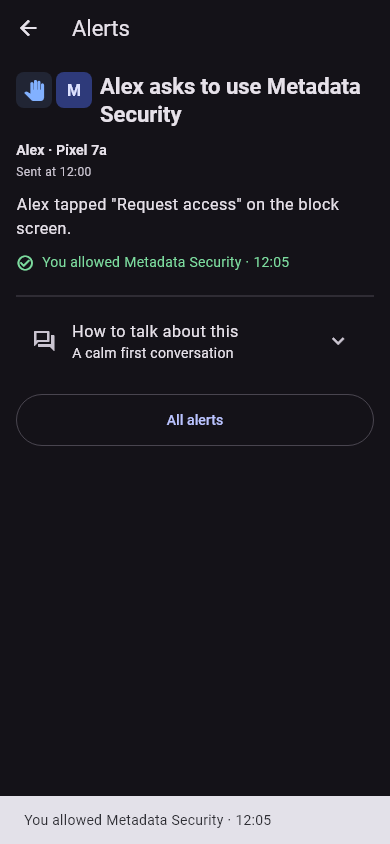 Alerts
M
Alex asks to use Metadata
Security
Alex · Pixel 7a
Sent at 12:00
Alex tapped "Request access" on the block
screen.
You allowed Metadata Security · 12:05
How to talk about this
A calm first conversation
All alerts
You allowed Metadata Security · 12:05